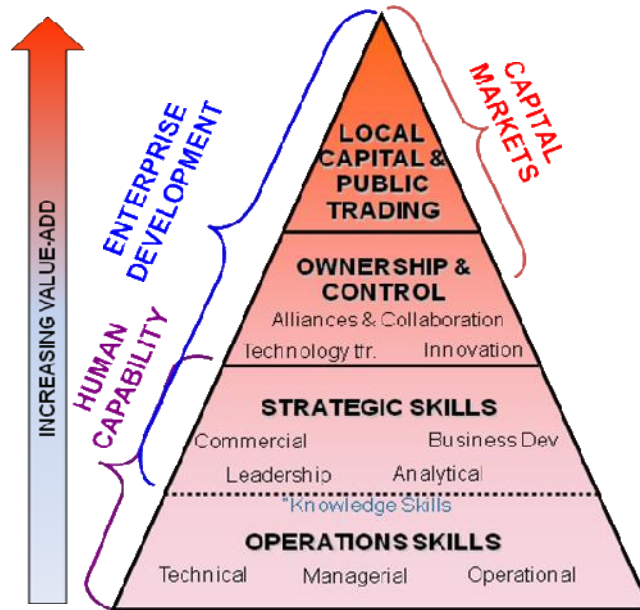 INCREASING VALUE-ADD
HUMAN
CAPABILITY
ENTERPRISE
DEVELOPMENT
CAPITAL
MARKETS
LOCAL
CAPITAL &
PUBLIC
TRADING
OWNERSHIP &
CONTROL
Alliances & Collaboration
Technology tfr. Innovation
STRATEGIC SKILLS
Commercial Business Dev
Leadership Analytical
"Knowledge Skills
OPERATIONS SKILLS
Technical Managerial Operational